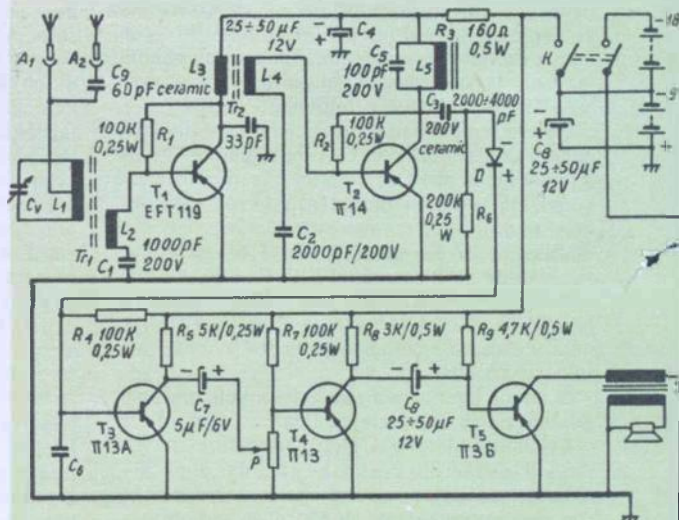 A1
A2
C9
60pF ceramic
25÷50µF
12V
L3
L4
Tr2
C4
C5
100pf
200V
L5
R3
160Ω
0,5W
K
-18
-9
+
100K
0,25W
R1
33pF
R2
100K
0,25W
C3
2000÷4000
pF
200V
ceramic
D
C8
25÷50µF
12V
Cv
L1
Tr1
L2
T1
EFT119
1000pF
200V
C1
C2
2000pF/200V
T2
П14
200K
0,25
W
R6
R4 100K
0,25W
R5 5K/0,25W
R7 100K
0,25W
R8 3K/0,5W
R9 4,7K/0,5W
C7
5µF/6V
C8
25÷50µF
12V
T3
П13А
P
T4
П13
T5
П3Б
C6